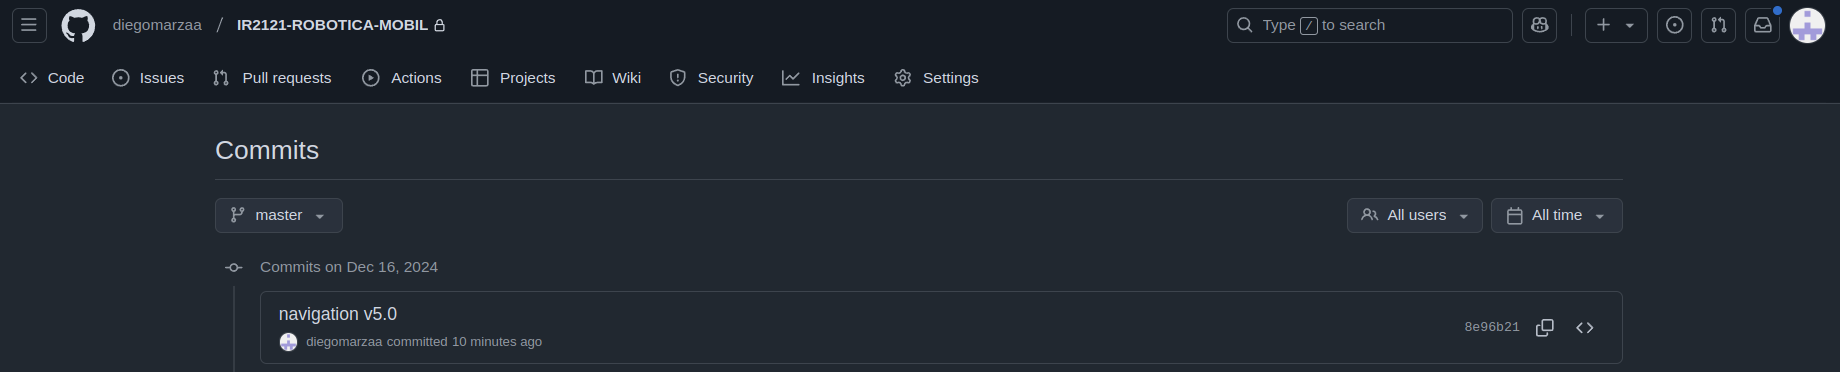 diegomarzaa / IR2121-ROBOTICA-MOBIL
Type / to search
Code Issues Pull requests Actions Projects Wiki Security Insights Settings
Commits
master
All users All time
Commits on Dec 16, 2024
navigation v5.0
8e96b21
diegomarzaa committed 10 minutes ago